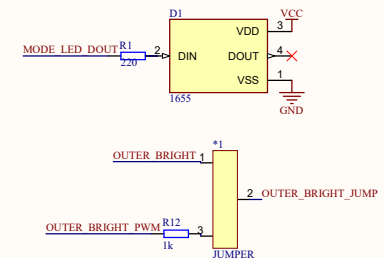 D1
VCC
VDD 3
MODE_LED_DOUT R1 2 DIN DOUT 4
220
VSS 1
1655
GND
*1
OUTER_BRIGHT 1
2 OUTER_BRIGHT_JUMP
OUTER_BRIGHT_PWM R12 3
1k
JUMPER